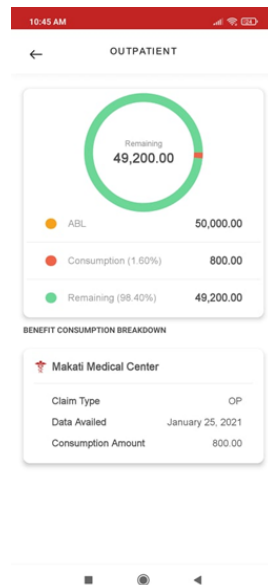 10:45 AM
OUTPATIENT
Remaining
49,200.00
ABL 50,000.00
Consumption (1.60%) 800.00
Remaining (98.40%) 49,200.00
BENEFIT CONSUMPTION BREAKDOWN
Makati Medical Center
Claim Type OP
Data Availed January 25, 2021
Consumption Amount 800.00